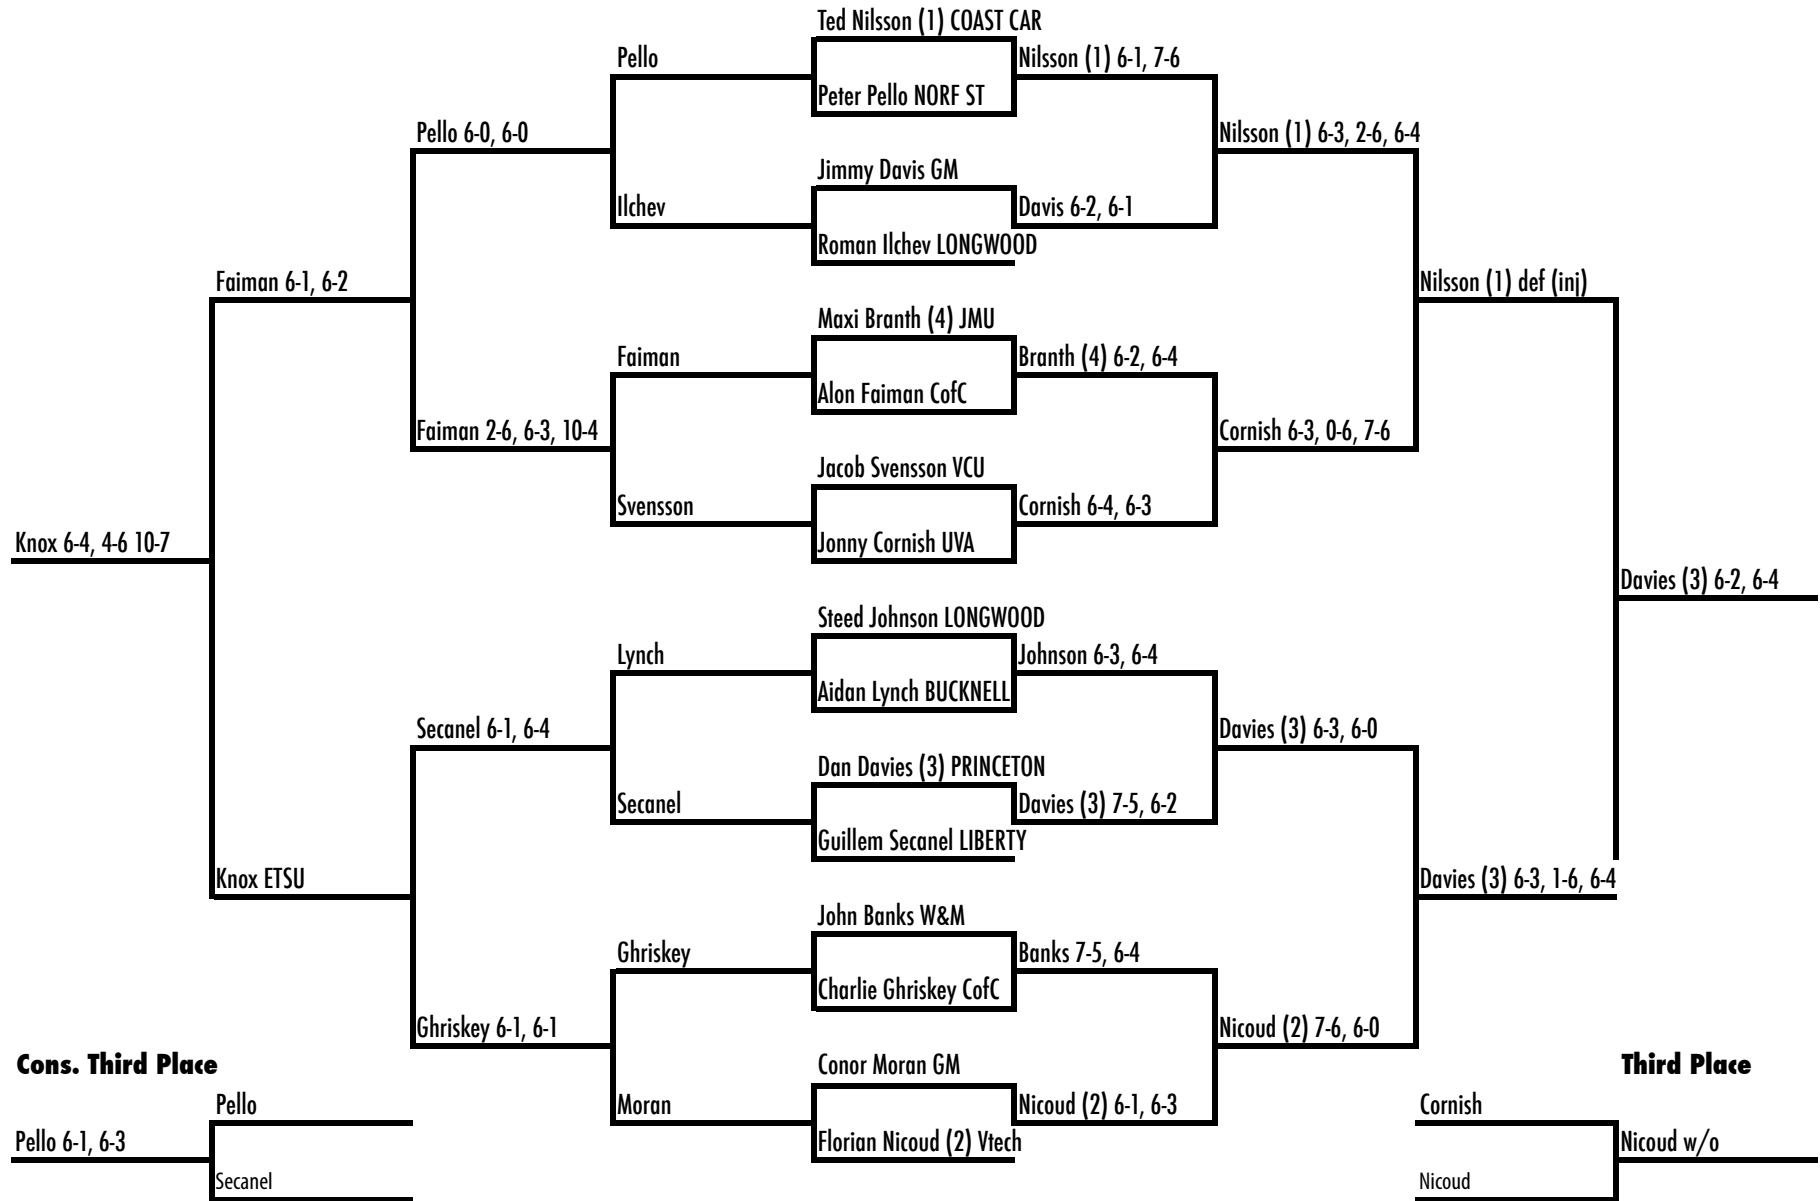 Ted Nilsson (1) COAST CAR
Pello
Nilsson (1) 6-1, 7-6
Peter Pello NORF ST
Pello 6-0, 6-0
Nilsson (1) 6-3, 2-6, 6-4
Jimmy Davis GM
Ilchev
Davis 6-2, 6-1
Roman Ilchev LONGWOOD
Faiman 6-1, 6-2
Nilsson (1) def (inj)
Maxi Branth (4) JMU
Faiman
Branth (4) 6-2, 6-4
Alon Faiman CofC
Faiman 2-6, 6-3, 10-4
Cornish 6-3, 0-6, 7-6
Jacob Svensson VCU
Svensson
Cornish 6-4, 6-3
Knox 6-4, 4-6 10-7
Jonny Cornish UVA
Davies (3) 6-2, 6-4
Steed Johnson LONGWOOD
Lynch
Johnson 6-3, 6-4
Aidan Lynch BUCKNELL
Secanel 6-1, 6-4
Davies (3) 6-3, 6-0
Dan Davies (3) PRINCETON
Secanel
Davies (3) 7-5, 6-2
Guillem Secanel LIBERTY
Knox ETSU
Davies (3) 6-3, 1-6, 6-4
John Banks W&M
Ghriskey
Banks 7-5, 6-4
Charlie Ghriskey CofC
Ghriskey 6-1, 6-1
Nicoud (2) 7-6, 6-0
Cons. Third Place
Conor Moran GM
Third Place
Pello
Moran
Nicoud (2) 6-1, 6-3
Cornish
Pello 6-1, 6-3
Florian Nicoud (2) Vtech
Nicoud w/o
Secanel
Nicoud